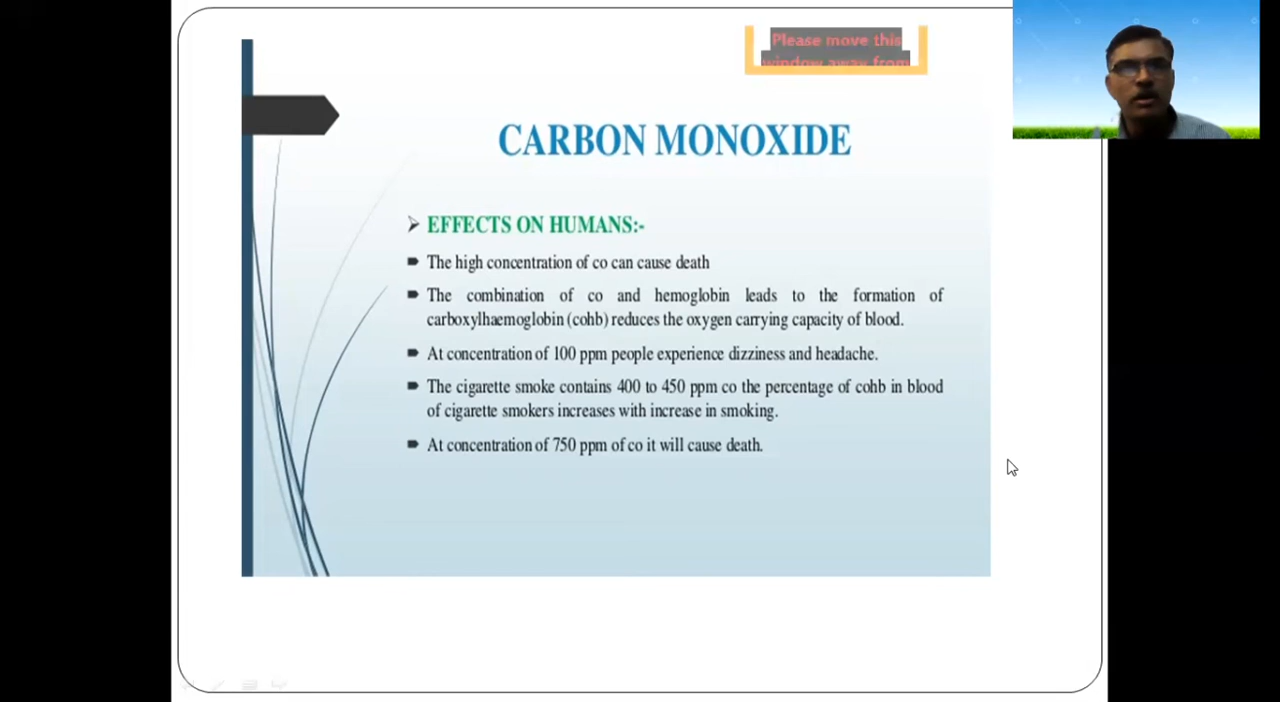 Please move this
window away from
CARBON MONOXIDE
EFFECTS ON HUMANS:-
The high concentration of co can cause death
The combination of co and hemoglobin leads to the formation of
carboxylhaemoglobin (cohb) reduces the oxygen carrying capacity of blood.
At concentration of 100 ppm people experience dizziness and headache.
The cigarette smoke contains 400 to 450 ppm co the percentage of cohb in blood
of cigarette smokers increases with increase in smoking.
At concentration of 750 ppm of co it will cause death.